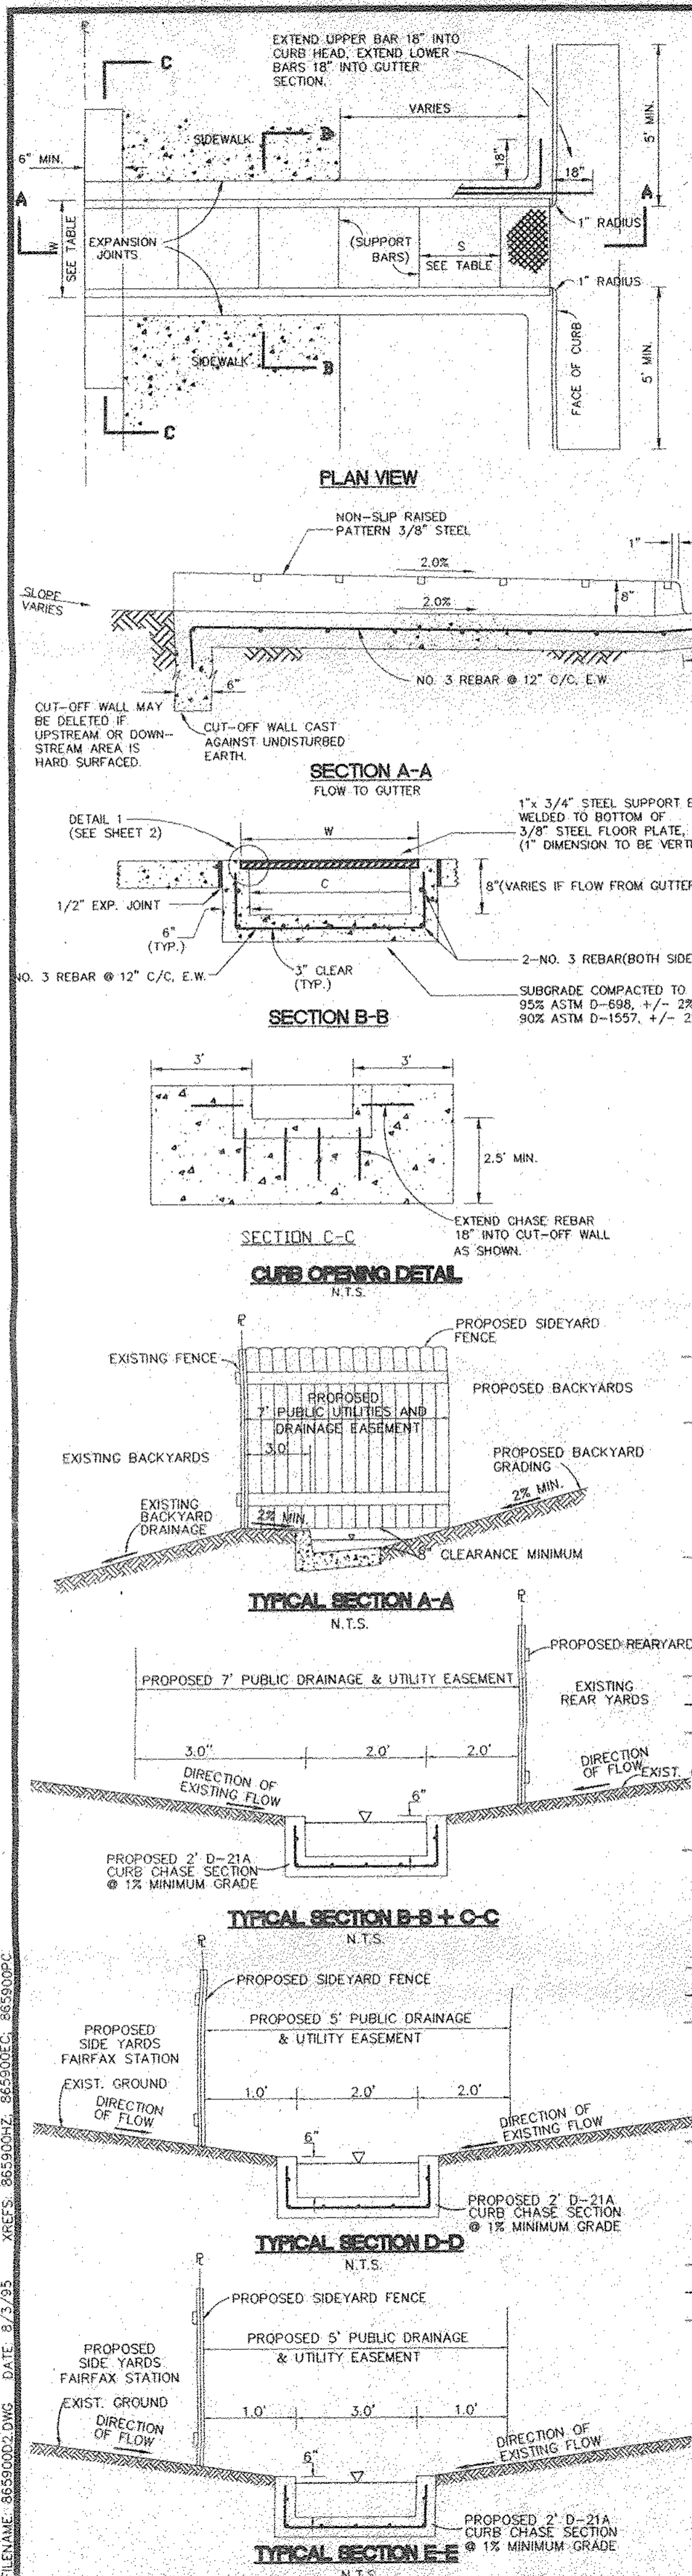 EXTEND UPPER BAR 18" INTO
CURB HEAD, EXTEND LOWER
BARS 18" INTO GUTTER
SECTION.
C
VARIES
5' MIN.
SIDEWALK
B
6" MIN.
18"
18"
A
A
1" RADIUS
W
SEE TABLE
EXPANSION
JOINTS
(SUPPORT
BARS)
S
SEE TABLE
1" RADIUS
SIDEWALK
B
FACE OF CURB
5' MIN.
C
PLAN VIEW
NON-SLIP RAISED
PATTERN 3/8" STEEL
1"
2.0%
SLOPE
VARIES
2.0%
8"
NO. 3 REBAR @ 12" C/C, E.W.
6"
CUT-OFF WALL MAY
BE DELETED IF
UPSTREAM OR DOWN-
STREAM AREA IS
HARD SURFACED.
CUT-OFF WALL CAST
AGAINST UNDISTURBED
EARTH.
SECTION A-A
FLOW TO GUTTER
DETAIL 1
(SEE SHEET 2)
W
1"x 3/4" STEEL SUPPORT
WELDED TO BOTTOM OF
3/8" STEEL FLOOR PLATE,
(1" DIMENSION TO BE
C
8"(VARIES IF FLOW FROM GUTTER
1/2" EXP. JOINT
6"
(TYP.)
2-NO. 3 REBAR(BOTH
NO. 3 REBAR @ 12" C/C, E.W.
3" CLEAR
(TYP.)
SUBGRADE COMPACTED TO
95% ASTM D-698, +/- 2%
90% ASTM D-1557, +/- 2
SECTION B-B
3'
3'
2.5' MIN.
EXTEND CHASE REBAR
18" INTO CUT-OFF WALL
AS SHOWN.
SECTION C-C
CURB OPENING DETAIL
N.T.S.
PROPOSED SIDEYARD
FENCE
EXISTING FENCE
PROPOSED
7' PUBLIC UTILITIES AND
DRAINAGE EASEMENT
PROPOSED BACKYARDS
3.0'
EXISTING BACKYARDS
PROPOSED BACKYARD
GRADING
2% MIN.
EXISTING
BACKYARD
DRAINAGE
2% MIN.
8" CLEARANCE MINIMUM
TYPICAL SECTION A-A
N.T.S.
PROPOSED REARYARD
PROPOSED 7' PUBLIC DRAINAGE & UTILITY EASEMENT
EXISTING
REAR YARDS
3.0"
2.0'
2.0'
DIRECTION OF
EXISTING FLOW
DIRECTION
OF FLOW
EXIST.
6"
PROPOSED 2' D-21A
CURB CHASE SECTION
@ 1% MINIMUM GRADE
TYPICAL SECTION B-B + C-C
N.T.S.
PROPOSED SIDEYARD FENCE
PROPOSED 5' PUBLIC DRAINAGE
& UTILITY EASEMENT
PROPOSED
SIDE YARDS
FAIRFAX STATION
EXIST. GROUND
DIRECTION
OF FLOW
1.0'
2.0'
2.0'
DIRECTION OF
EXISTING FLOW
6"
PROPOSED 2' D-21A
CURB CHASE SECTION
@ 1% MINIMUM GRADE
TYPICAL SECTION D-D
N.T.S.
PROPOSED SIDEYARD FENCE
PROPOSED 5' PUBLIC DRAINAGE
& UTILITY EASEMENT
PROPOSED
SIDE YARDS
FAIRFAX STATION
EXIST. GROUND
DIRECTION
OF FLOW
1.0'
3.0'
1.0'
DIRECTION OF
EXISTING FLOW
6"
PROPOSED 2' D-21A
CURB CHASE SECTION
@ 1% MINIMUM GRADE
TYPICAL SECTION E-E
N.T.S.
FILENAME: 865900D2.DWG DATE: 8/3/95 XREFS: 865900HZ; 865900EC; 865900PC